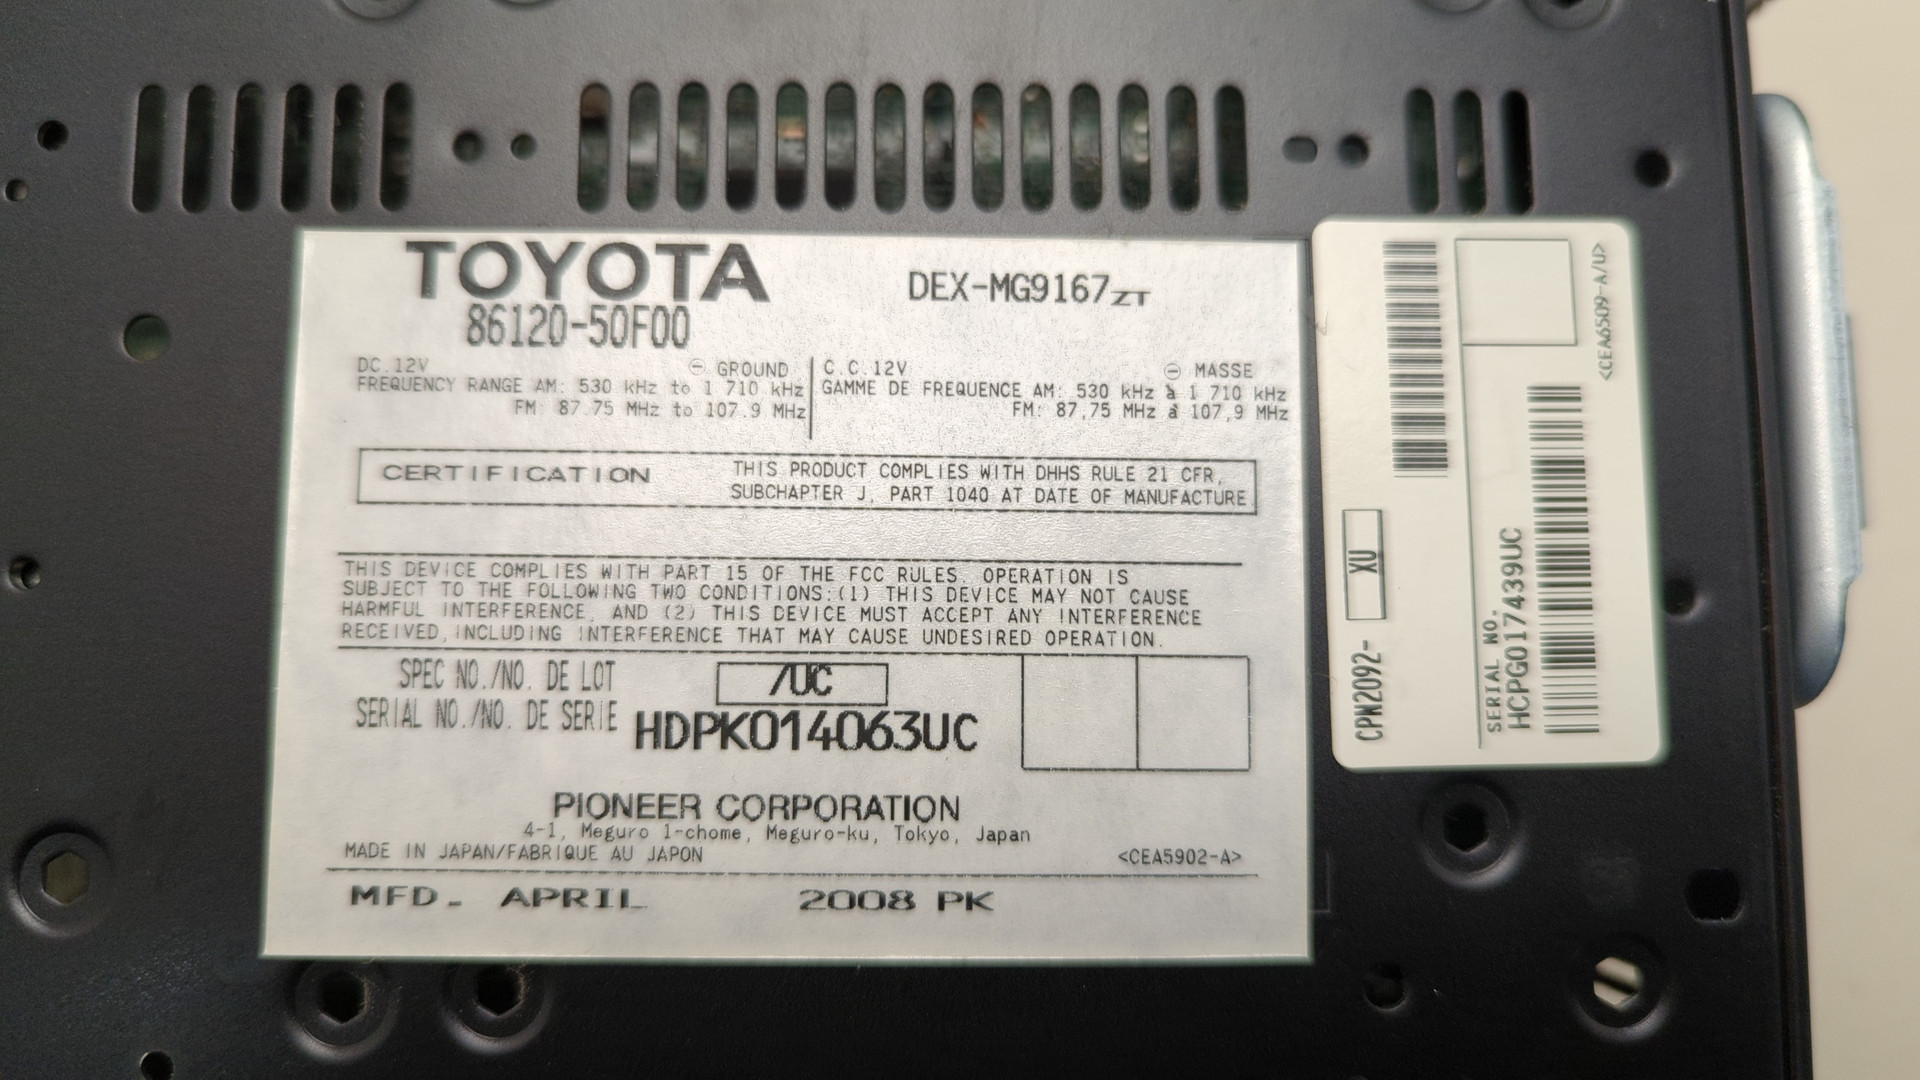 TOYOTA
86120-50F00
DEX-MG9167ZT
DC.12V ⊖ GROUND
FREQUENCY RANGE AM: 530 kHz to 1 710 kHz
FM: 87.75 MHz to 107.9 MHz
C.C.12V ⊖ MASSE
GAMME DE FREQUENCE AM: 530 kHz à 1 710 kHz
FM: 87,75 MHz à 107,9 MHz
CERTIFICATION
THIS PRODUCT COMPLIES WITH DHHS RULE 21 CFR,
SUBCHAPTER J, PART 1040 AT DATE OF MANUFACTURE
THIS DEVICE COMPLIES WITH PART 15 OF THE FCC RULES. OPERATION IS
SUBJECT TO THE FOLLOWING TWO CONDITIONS:(1) THIS DEVICE MAY NOT CAUSE
HARMFUL INTERFERENCE, AND (2) THIS DEVICE MUST ACCEPT ANY INTERFERENCE
RECEIVED, INCLUDING INTERFERENCE THAT MAY CAUSE UNDESIRED OPERATION.
SPEC NO./NO. DE LOT /UC
SERIAL NO./NO. DE SERIE HDPK014063UC
PIONEER CORPORATION
4-1, Meguro 1-chome, Meguro-ku, Tokyo, Japan
MADE IN JAPAN/FABRIQUE AU JAPON <CEA5902-A>
MFD. APRIL 2008 PK
CPN2092- XU
SERIAL NO.
HCPG017439UC
<CEA6509-A/U>